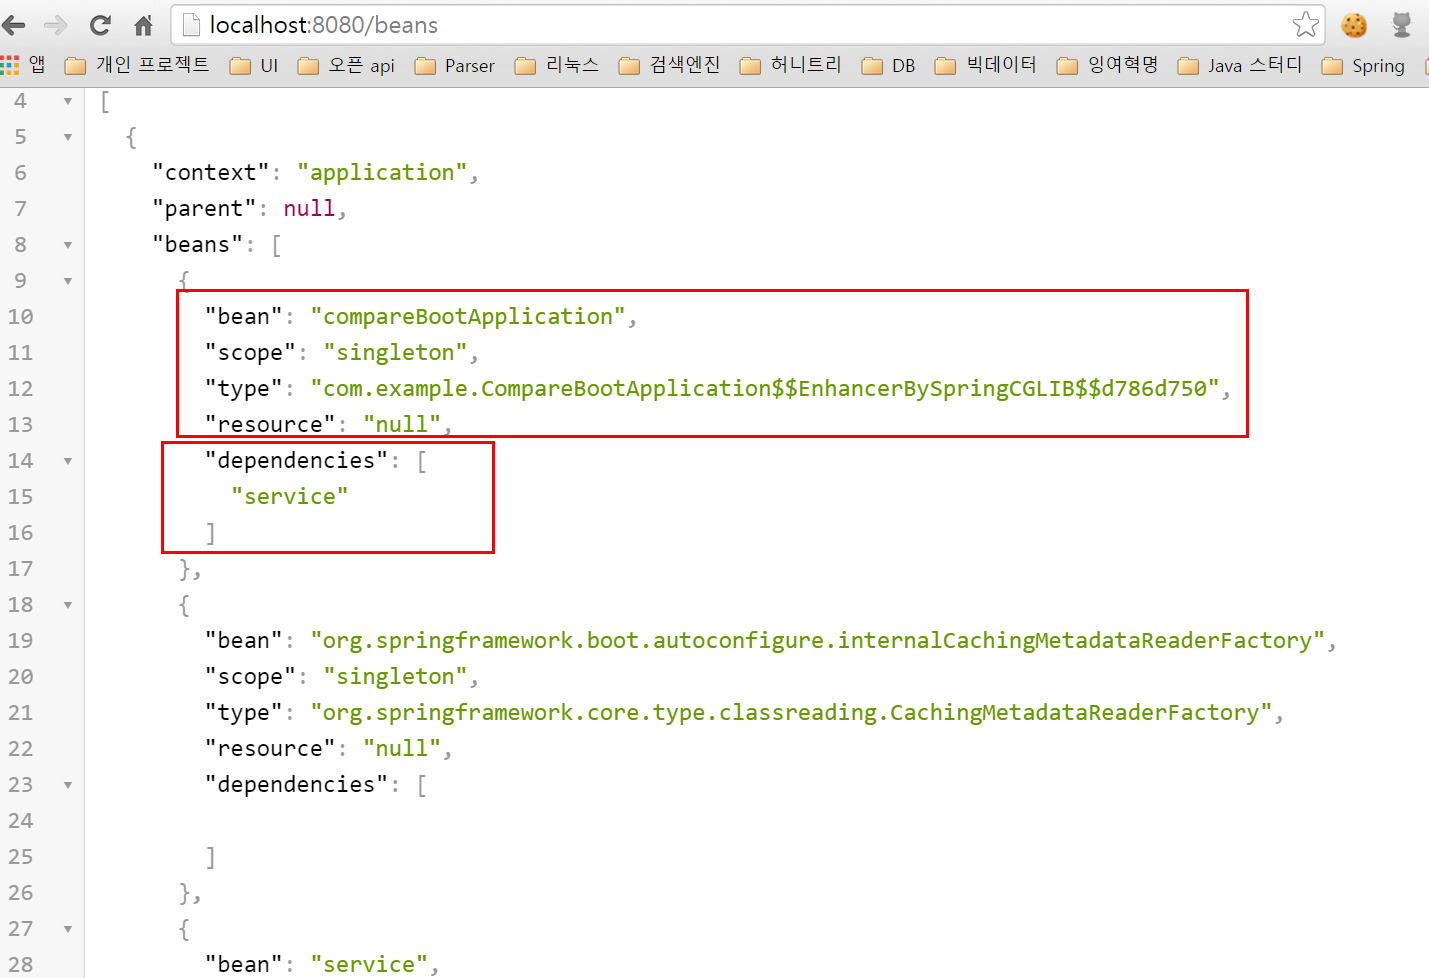 localhost:8080/beans
앱 개인 프로젝트 UI 오픈 api Parser 리눅스 검색엔진 허니트리 DB 빅데이터 잉여혁명 Java 스터디 Spring
4 [
5 {
6 "context": "application",
7 "parent": null,
8 "beans": [
9 {
10 "bean": "compareBootApplication",
11 "scope": "singleton",
12 "type": "com.example.CompareBootApplication$$EnhancerBySpringCGLIB$$d786d750",
13 "resource": "null",
14 "dependencies": [
15 "service"
16 ]
17 },
18 {
19 "bean": "org.springframework.boot.autoconfigure.internalCachingMetadataReaderFactory",
20 "scope": "singleton",
21 "type": "org.springframework.core.type.classreading.CachingMetadataReaderFactory",
22 "resource": "null",
23 "dependencies": [
24
25 ]
26 },
27 {
28 "bean": "service",